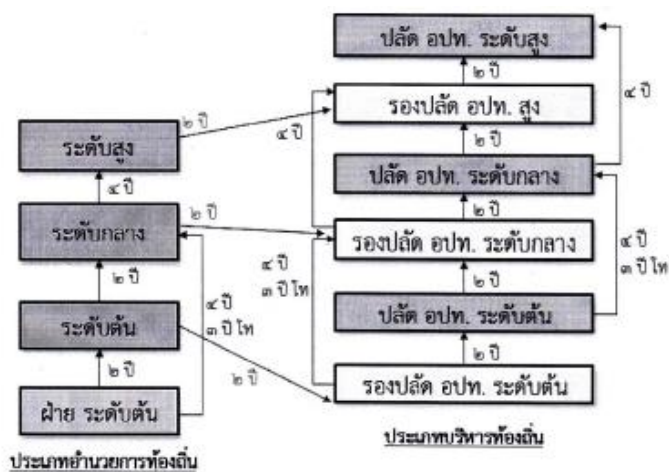 ปลัด อปท. ระดับสูง
๒ ปี
๔ ปี
รองปลัด อปท. สูง
๒ ปี
๔ ปี
๒ ปี
ระดับสูง
ปลัด อปท. ระดับกลาง
๔ ปี
๒ ปี
๒ ปี
ระดับกลาง
รองปลัด อปท. ระดับกลาง
๔ ปี
๓ ปี โท
๔ ปี
๓ ปี โท
๒ ปี
๒ ปี
ปลัด อปท. ระดับต้น
๔ ปี
๓ ปี โท
ระดับต้น
๒ ปี
๒ ปี
๒ ปี
รองปลัด อปท. ระดับต้น
ฝ่าย ระดับต้น
ประเภทบริหารท้องถิ่น
ประเภทอำนวยการท้องถิ่น